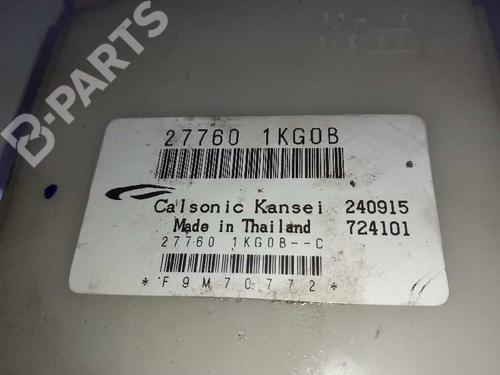 B-PARTS
27760 1KG0B
Calsonic Kansei 240915
Made in Thailand 724101
27760 1KG0B--C
*F9M70772*